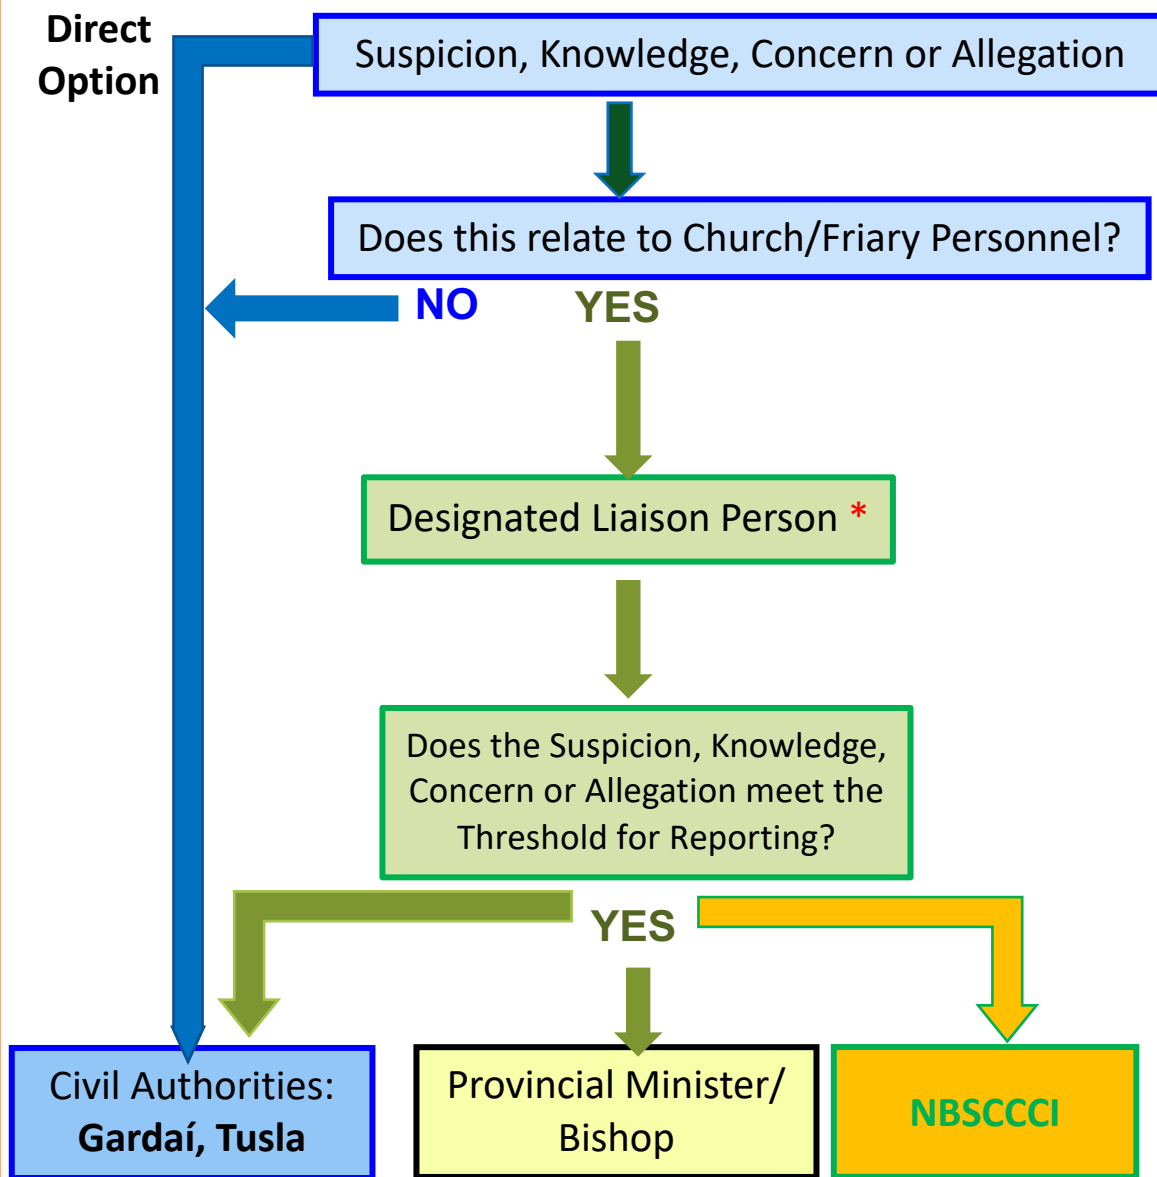 Direct
Option
Suspicion, Knowledge, Concern or Allegation
Does this relate to Church/Friary Personnel?
NO
YES
Designated Liaison Person *
Does the Suspicion, Knowledge,
Concern or Allegation meet the
Threshold for Reporting?
YES
Civil Authorities:
Gardaí, Tusla
Provincial Minister/
Bishop
NBSCCCI